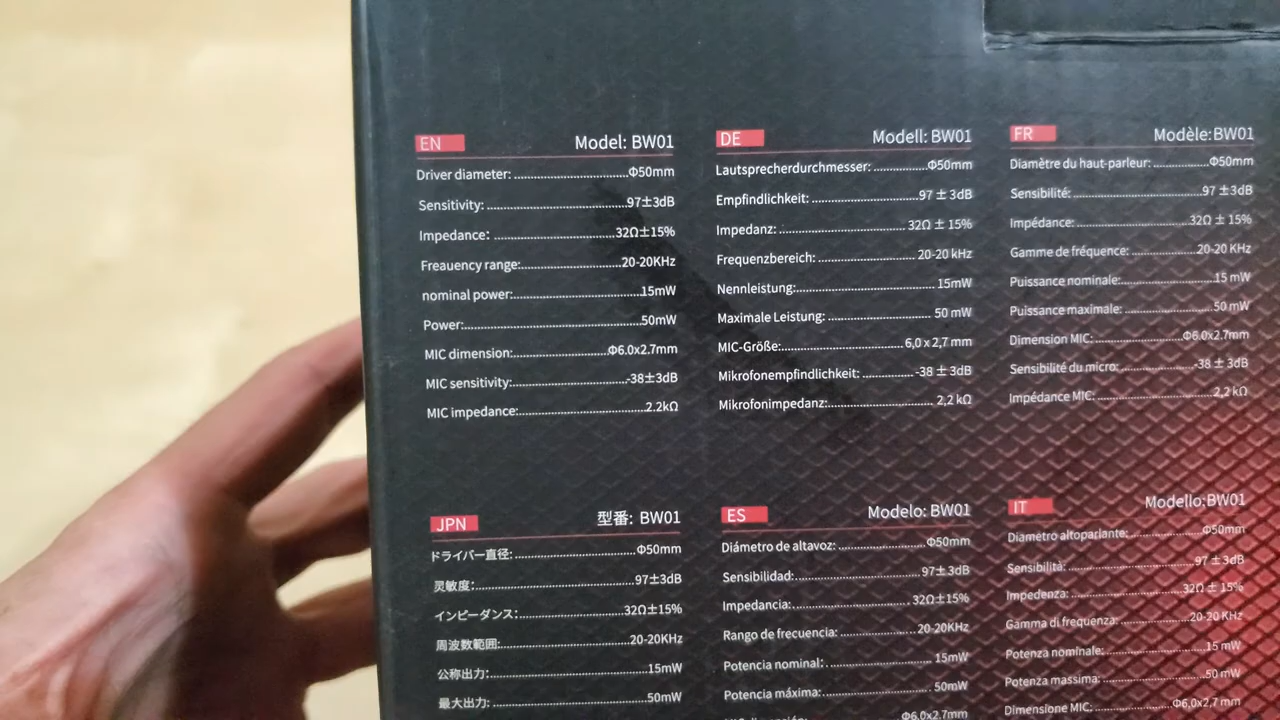 EN Model: BW01
Driver diameter: Φ50mm
Sensitivity: 97±3dB
Impedance: 32Ω±15%
Freauency range: 20-20KHz
nominal power: 15mW
Power: 50mW
MIC dimension: Φ6.0x2.7mm
MIC sensitivity: -38±3dB
MIC impedance: 2.2kΩ
DE Modell: BW01
Lautsprecherdurchmesser: Φ50mm
Empfindlichkeit: 97 ± 3dB
Impedanz: 32Ω ± 15%
Frequenzbereich: 20-20 kHz
Nennleistung: 15mW
Maximale Leistung: 50 mW
MIC-Größe: 6,0 x 2,7 mm
Mikrofonempfindlichkeit: -38 ± 3dB
Mikrofonimpedanz: 2,2 kΩ
FR Modèle:BW01
Diamètre du haut-parleur: Φ50mm
Sensibilité: 97 ±3dB
Impédance: 32Ω ± 15%
Gamme de fréquence: 20-20 KHz
Puissance nominale: 15 mW
Puissance maximale: 50 mW
Dimension MIC: Φ6.0x2.7mm
Sensibilité du micro: -38 ± 3dB
Impédance MIC: 2,2 kΩ
JPN 型番: BW01
ドライバー直径: Φ50mm
灵敏度: 97±3dB
インピーダンス: 32Ω±15%
周波数範囲: 20-20KHz
公称出力: 15mW
最大出力: 50mW
ES Modelo: BW01
Diámetro de altavoz: Φ50mm
Sensibilidad: 97±3dB
Impedancia: 32Ω±15%
Rango de frecuencia: 20-20KHz
Potencia nominal: 15mW
Potencia máxima: 50mW
Φ6.0x2.7mm
IT Modello:BW01
Diametro altoparlante: Φ50mm
Sensibilità: 97 ±3dB
Impedenza: 32Ω ± 15%
Gamma di frequenza: 20-20 KHz
Potenza nominale: 15 mW
Potenza massima: 50 mW
Dimensione MIC: Φ6,0x2,7 mm